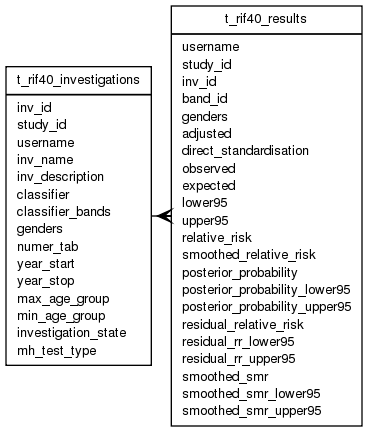 t_rif40_investigations
inv_id
study_id
username
inv_name
inv_description
classifier
classifier_bands
genders
numer_tab
year_start
year_stop
max_age_group
min_age_group
investigation_state
mh_test_type
t_rif40_results
username
study_id
inv_id
band_id
genders
adjusted
direct_standardisation
observed
expected
lower95
upper95
relative_risk
smoothed_relative_risk
posterior_probability
posterior_probability_lower95
posterior_probability_upper95
residual_relative_risk
residual_rr_lower95
residual_rr_upper95
smoothed_smr
smoothed_smr_lower95
smoothed_smr_upper95